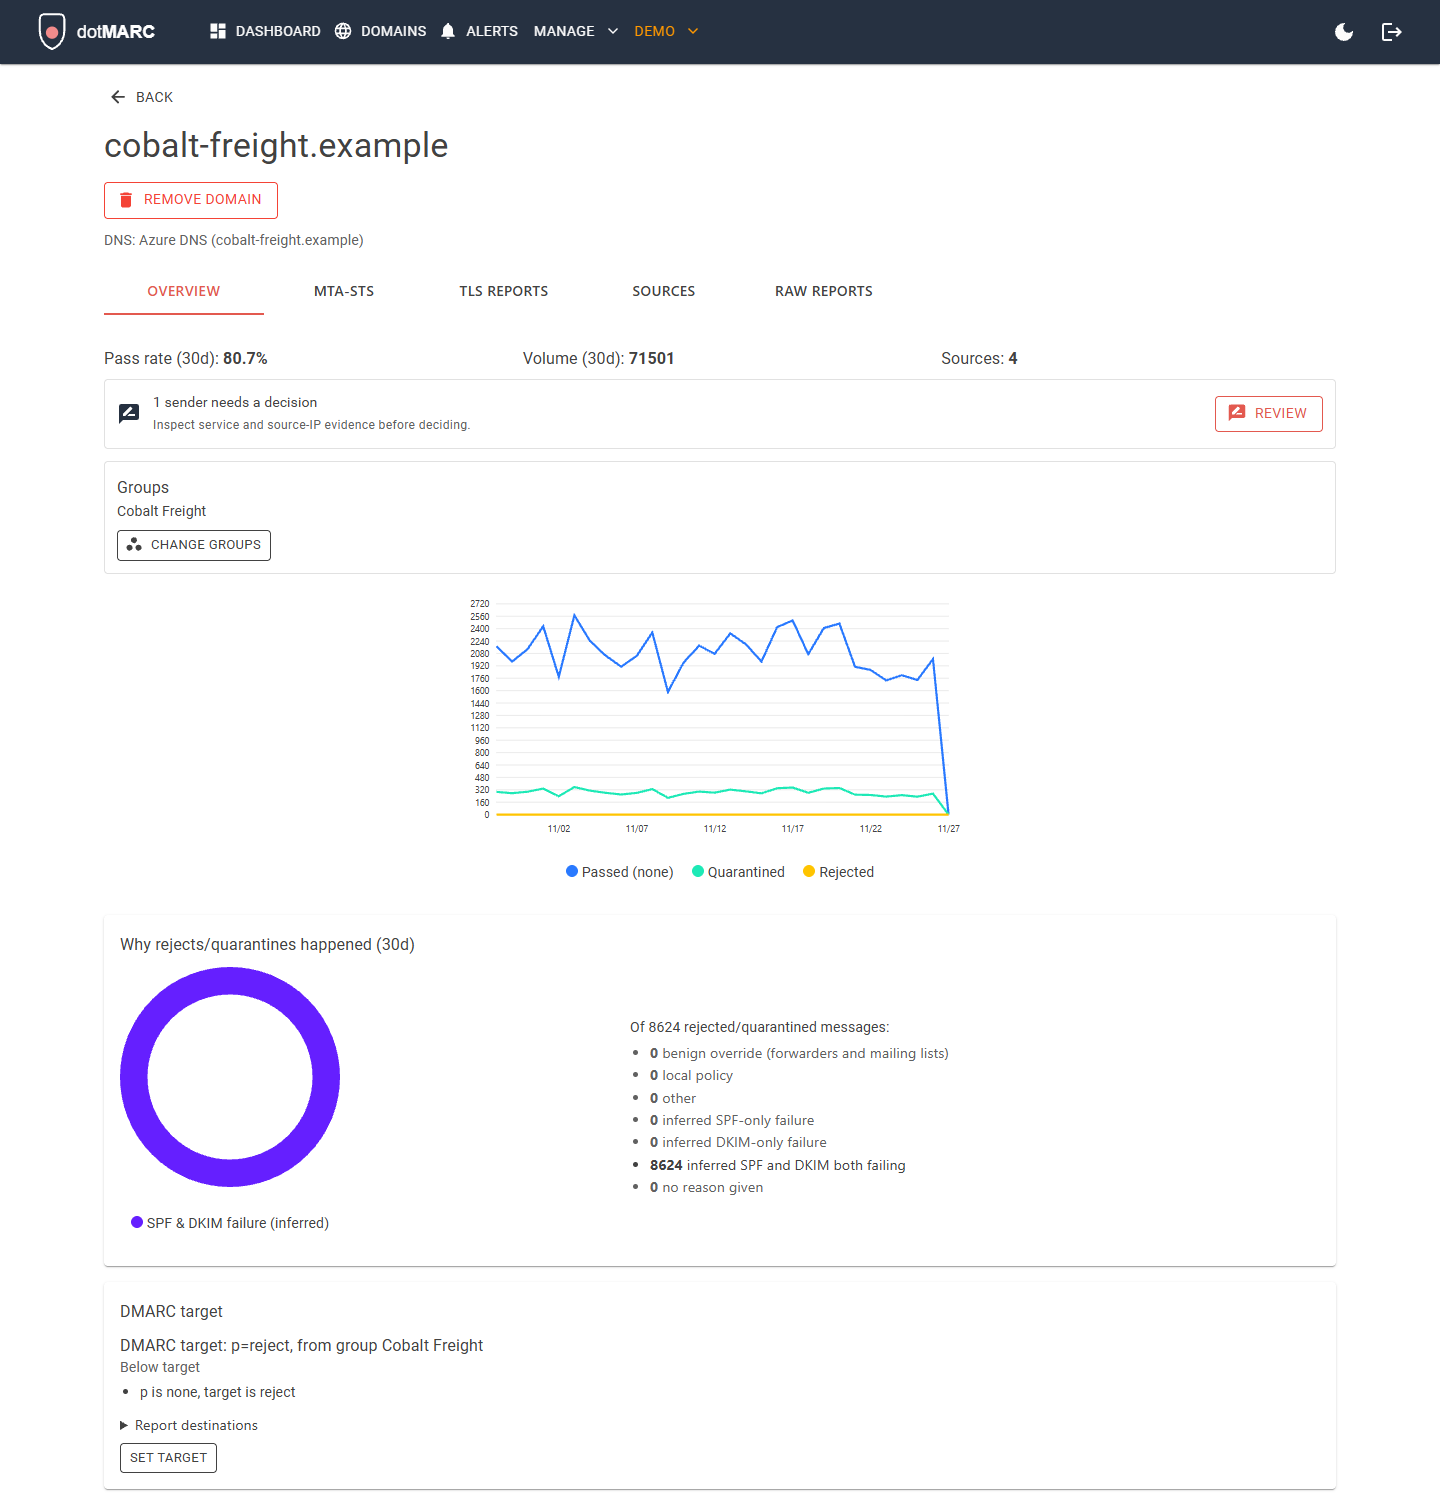 dotMARC
DASHBOARD
DOMAINS
ALERTS
MANAGE
DEMO
BACK
cobalt-freight.example
REMOVE DOMAIN
DNS: Azure DNS (cobalt-freight.example)
OVERVIEW
MTA-STS
TLS REPORTS
SOURCES
RAW REPORTS
Pass rate (30d): 80.7%
Volume (30d): 71501
Sources: 4
1 sender needs a decision
Inspect service and source-IP evidence before deciding.
REVIEW
Groups
Cobalt Freight
CHANGE GROUPS
2720
2560
2400
2240
2080
1920
1760
1600
1440
1280
1120
960
800
640
480
320
160
0
11/02
11/07
11/12
11/17
11/22
11/27
Passed (none)
Quarantined
Rejected
Why rejects/quarantines happened (30d)
SPF & DKIM failure (inferred)
Of 8624 rejected/quarantined messages:
0 benign override (forwarders and mailing lists)
0 local policy
0 other
0 inferred SPF-only failure
0 inferred DKIM-only failure
8624 inferred SPF and DKIM both failing
0 no reason given
DMARC target
DMARC target: p=reject, from group Cobalt Freight
Below target
p is none, target is reject
Report destinations
SET TARGET